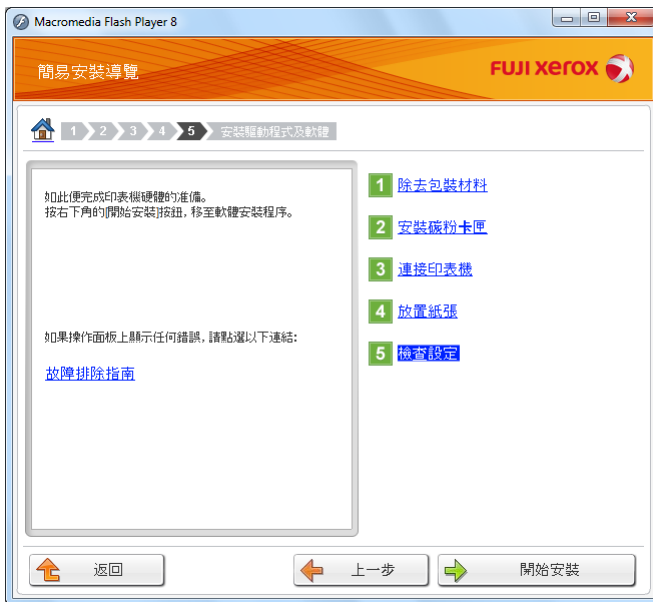 Macromedia Flash Player 8
簡易安裝導覽
FUJI xerox
1 2 3 4 5 安裝驅動程式及軟體
如此便完成印表機硬體的准備。
按右下角的[開始安裝]按鈕, 移至軟體安裝程序。
如果操作面板上顯示任何錯誤, 請點選以下連結:
故障排除指南
1 除去包裝材料
2 安裝碳粉卡匣
3 連接印表機
4 放置紙張
5 檢查設定
返回
上一步
開始安裝